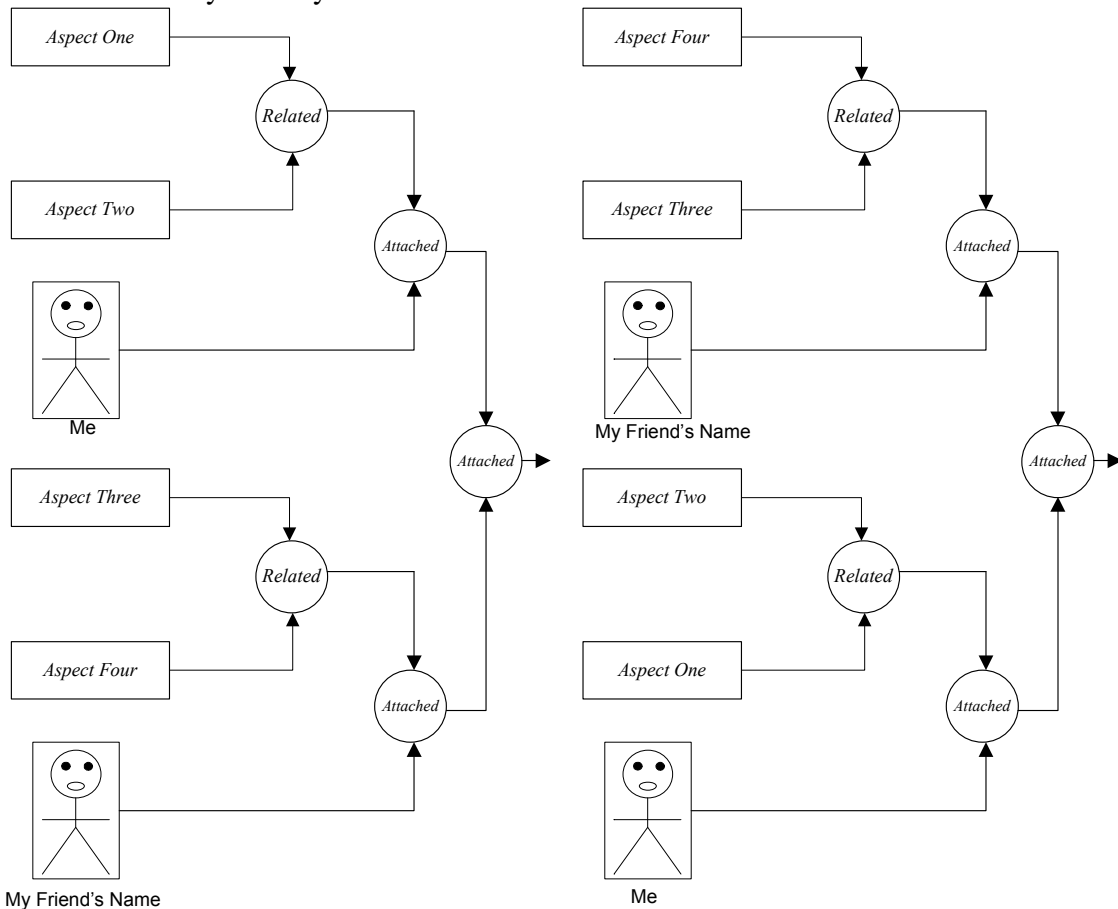 Aspect One
Related
Aspect Two
Attached
Me
Attached
Aspect Three
Related
Aspect Four
Attached
My Friend's Name
Aspect Four
Related
Aspect Three
Attached
My Friend's Name
Attached
Aspect Two
Related
Aspect One
Attached
Me